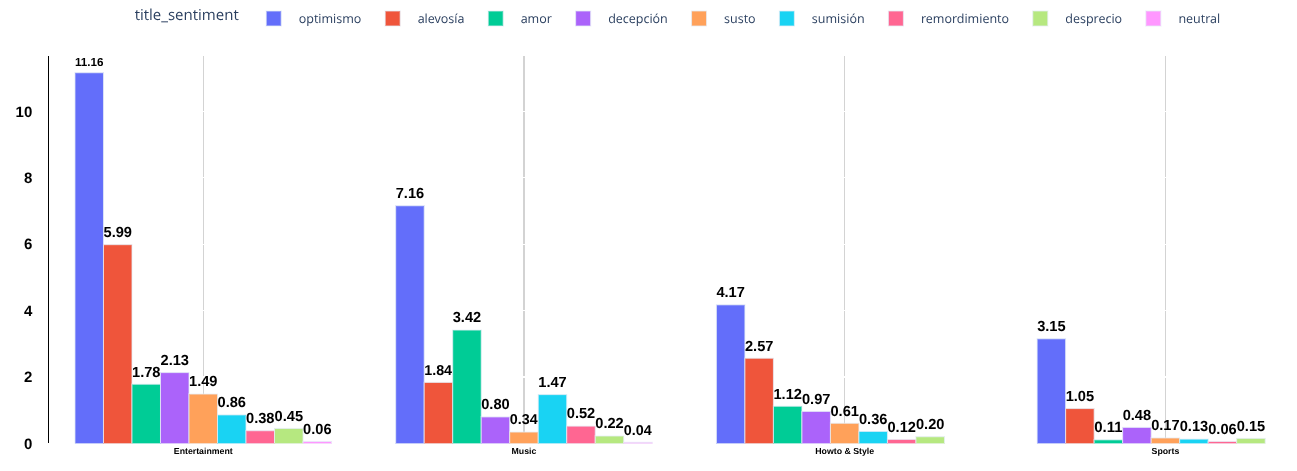 title_sentiment optimismo alevosía amor decepción susto sumisión remordimiento desprecio neutral
10
8
6
4
2
0
11.16 5.99 1.78 2.13 1.49 0.86 0.38 0.45 0.06
7.16 1.84 3.42 0.80 0.34 1.47 0.52 0.22 0.04
4.17 2.57 1.12 0.97 0.61 0.36 0.12 0.20
3.15 1.05 0.11 0.48 0.17 0.13 0.06 0.15
Entertainment Music Howto & Style Sports